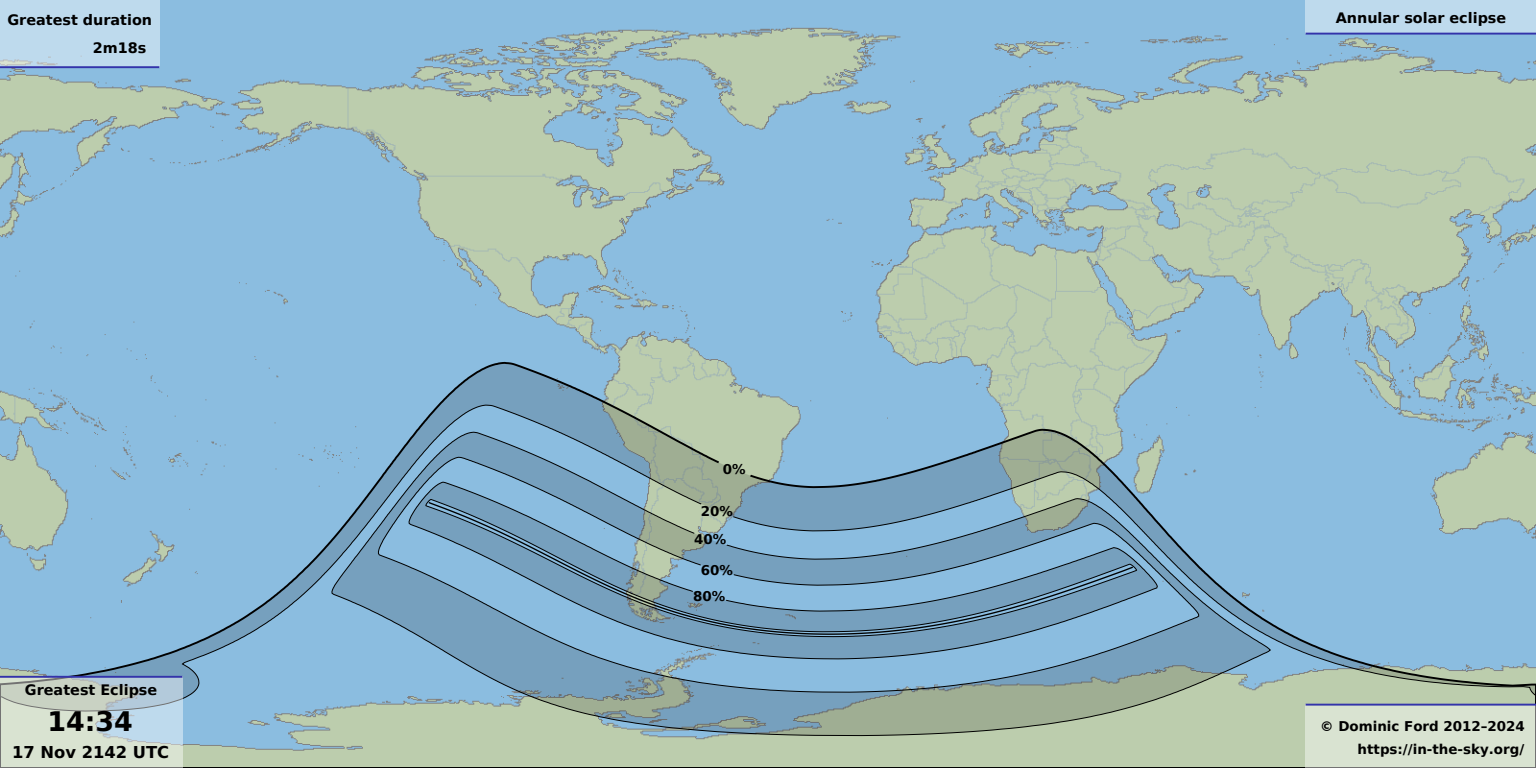 Greatest duration
2m18s
Annular solar eclipse
0%
20%
40%
60%
80%
Greatest Eclipse
14:34
17 Nov 2142 UTC
© Dominic Ford 2012–2024
https://in-the-sky.org/